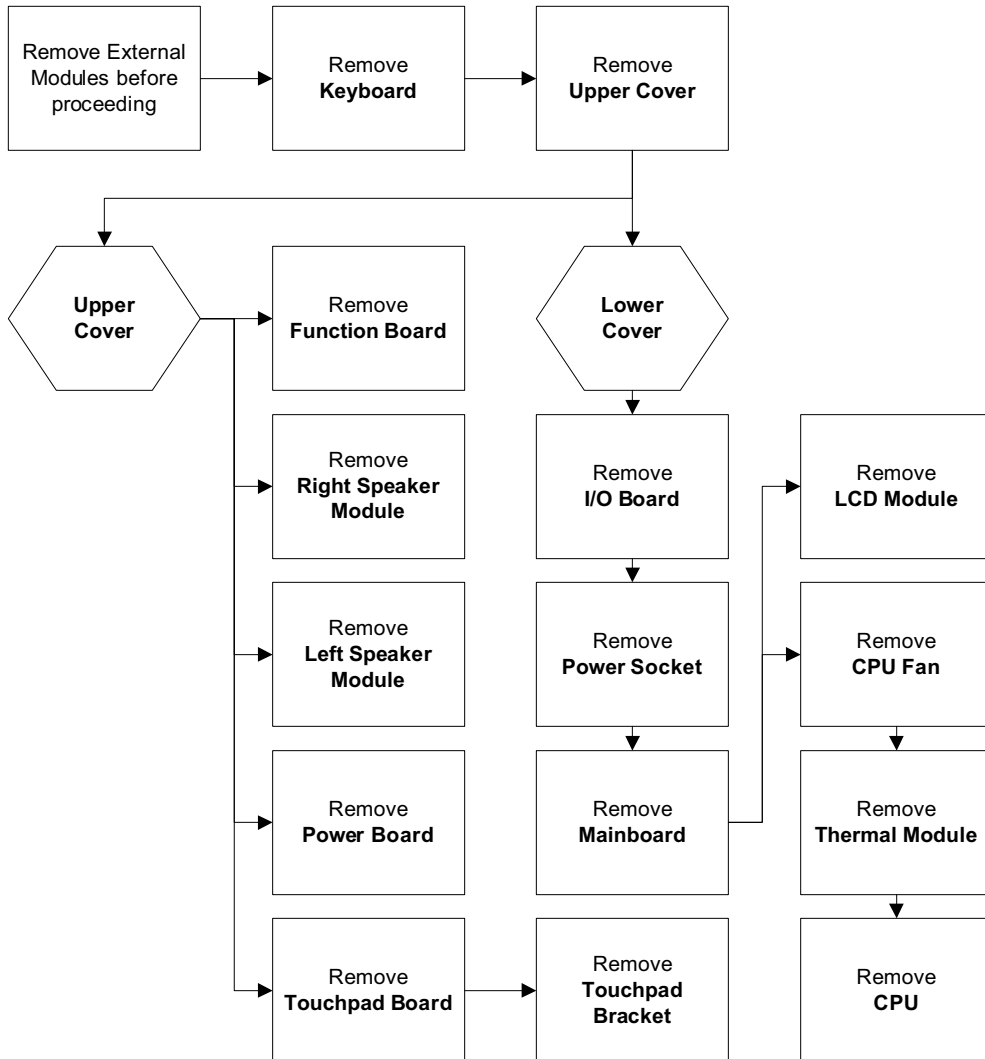 Remove External
Modules before
proceeding
Remove
Keyboard
Remove
Upper Cover
Upper
Cover
Remove
Function Board
Lower
Cover
Remove
Right Speaker
Module
Remove
I/O Board
Remove
LCD Module
Remove
Left Speaker
Module
Remove
Power Socket
Remove
CPU Fan
Remove
Power Board
Remove
Mainboard
Remove
Thermal Module
Remove
Touchpad Board
Remove
Touchpad
Bracket
Remove
CPU